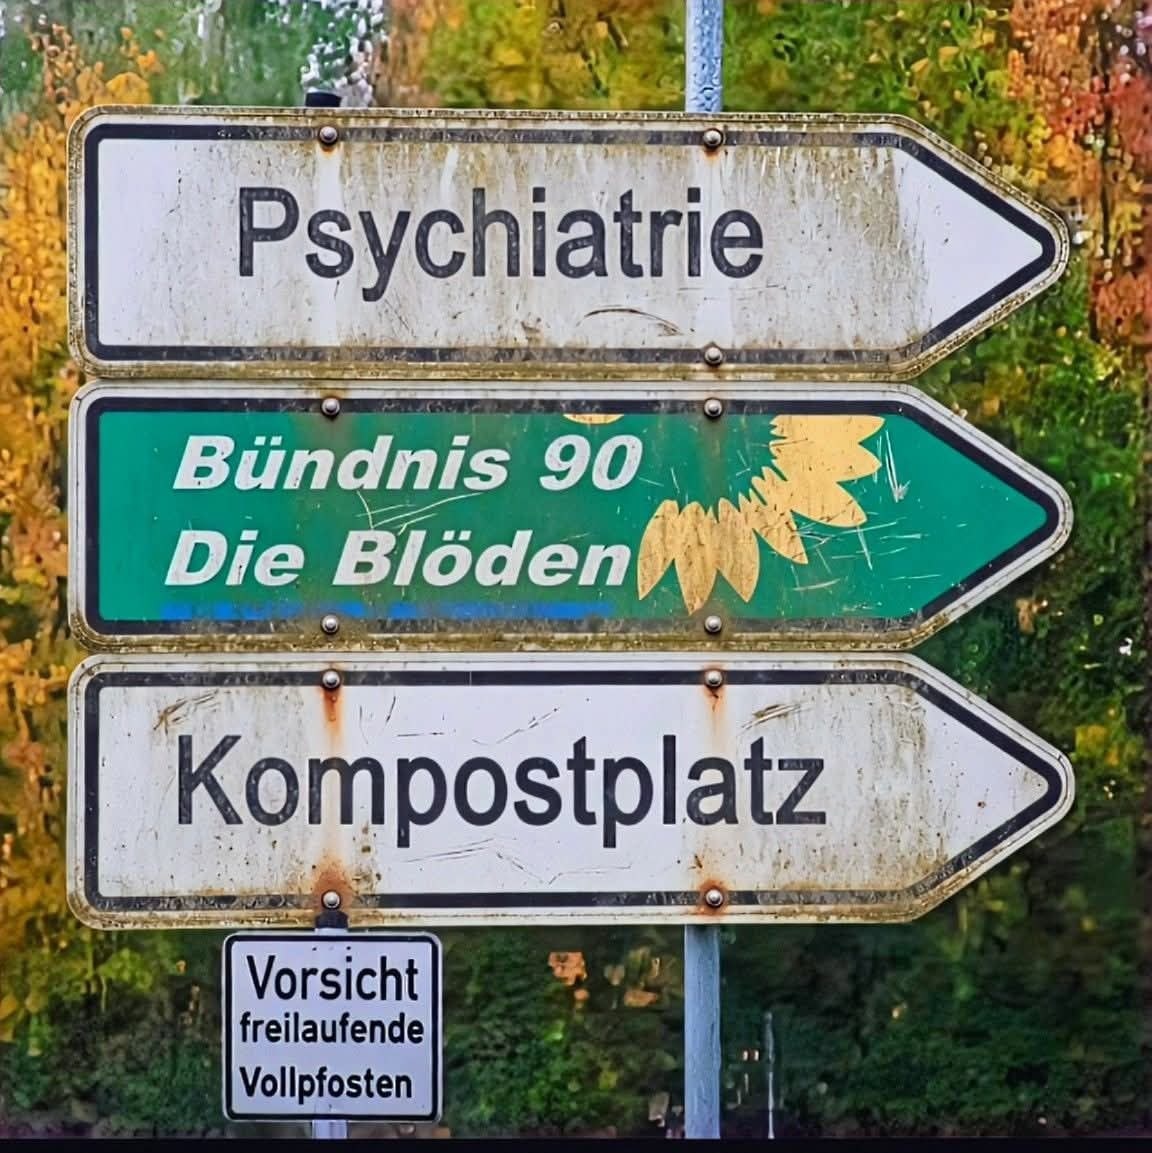 Psychiatrie
Bündnis 90
Die Blöden
Kompostplatz
Vorsicht
freilaufende
Vollpfosten